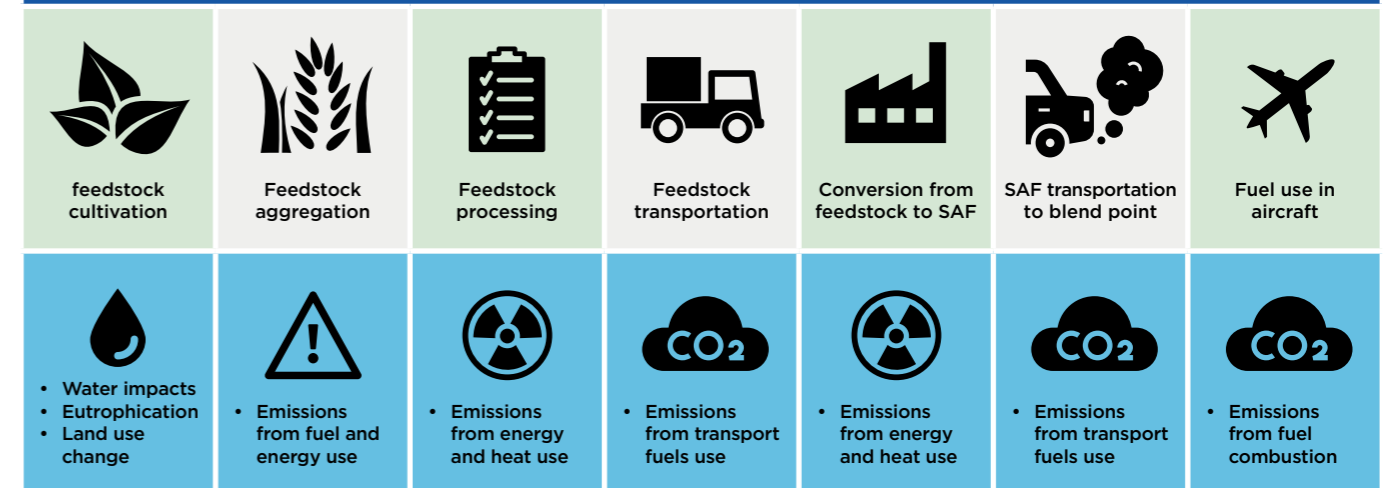 feedstock
cultivation
Feedstock
aggregation
Feedstock
processing
Feedstock
transportation
Conversion from
feedstock to SAF
SAF transportation
to blend point
Fuel use in
aircraft
• Water impacts
• Eutrophication
• Land use
change
• Emissions
from fuel and
energy use
• Emissions
from energy
and heat use
CO2
• Emissions
from transport
fuels use
• Emissions
from energy
and heat use
CO2
• Emissions
from transport
fuels use
CO2
• Emissions
from fuel
combustion